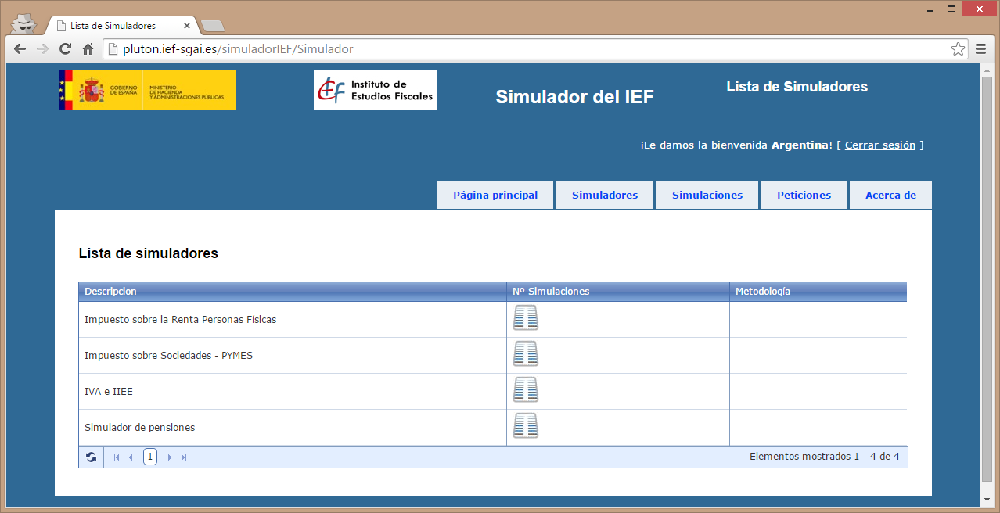 Lista de Simuladores
pluton.ief-sgai.es/simuladorIEF/Simulador
GOBIERNO
DE ESPAÑA
MINISTERIO
DE HACIENDA
Y ADMINISTRACIONES PÚBLICAS
Instituto de
Estudios Fiscales
Simulador del IEF
Lista de Simuladores
¡Le damos la bienvenida Argentina! [ Cerrar sesión ]
Página principal Simuladores Simulaciones Peticiones Acerca de
Lista de simuladores
Descripcion Nº Simulaciones Metodología
Impuesto sobre la Renta Personas Físicas
Impuesto sobre Sociedades - PYMES
IVA e IIEE
Simulador de pensiones
1 Elementos mostrados 1 - 4 de 4